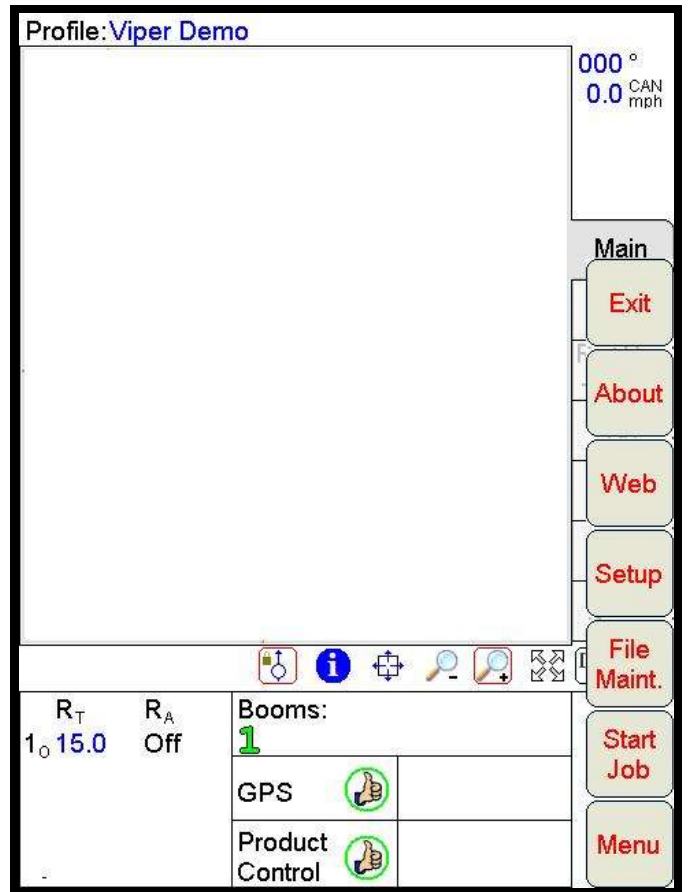 Profile: Viper Demo
000 °
0.0 CAN mph
Main
Exit
About
Web
Setup
File
Maint.
Start
Job
Menu
RT RA
1O 15.0 Off
Booms:
1
GPS
Product
Control
-